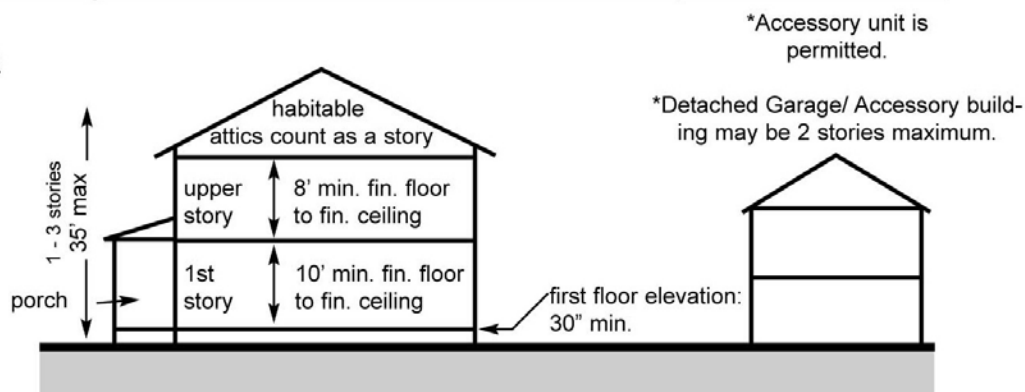 *Accessory unit is
permitted.
*Detached Garage/ Accessory build-
ing may be 2 stories maximum.
habitable
attics count as a story
1 - 3 stories
35’ max
upper
story
8’ min. fin. floor
to fin. ceiling
1st
story
10’ min. fin. floor
to fin. ceiling
porch
first floor elevation:
30” min.